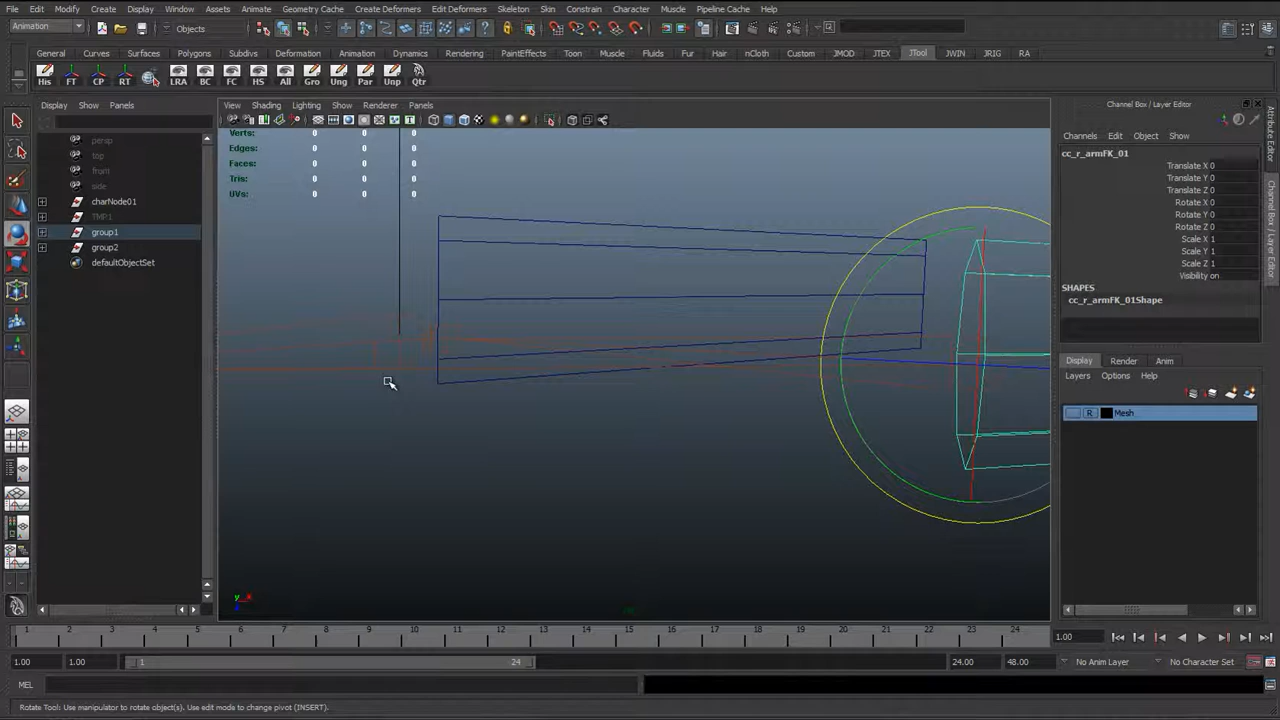 File Edit Modify Create Display Window Assets Animate Geometry Cache Create Deformers Edit Deformers Skeleton Skin Constrain Character Muscle Pipeline Cache Help
Animation Objects
General Curves Surfaces Polygons Subdivs Deformation Animation Dynamics Rendering PaintEffects Toon Muscle Fluids Fur Hair nCloth Custom JMOD JTEX JTool JWIN JRIG RA
His FT CP RT LRA BC FC HS All Gro Ung Par Unp Qtr
Display Show Panels
View Shading Lighting Show Renderer Panels
Channel Box / Layer Editor
Channels Edit Object Show
Attribute Editor
Channel Box / Layer Editor
persp
top
front
side
charNode01
TMP1
group1
group2
defaultObjectSet
Verts: 0 0 0
Edges: 0 0 0
Faces: 0 0 0
Tris: 0 0 0
UVs: 0 0 0
cc_r_armFK_01
Translate X 0
Translate Y 0
Translate Z 0
Rotate X 0
Rotate Y 0
Rotate Z 0
Scale X 1
Scale Y 1
Scale Z 1
Visibility on
SHAPES
cc_r_armFK_01Shape
Display Render Anim
Layers Options Help
R Mesh
y x
1 2 3 4 5 6 7 8 9 10 11 12 13 14 15 16 17 18 19 20 21 22 23 24
1.00
1.00 1.00 1 24 24.00 48.00 No Anim Layer No Character Set
MEL
Rotate Tool: Use manipulator to rotate object(s). Use edit mode to change pivot (INSERT).